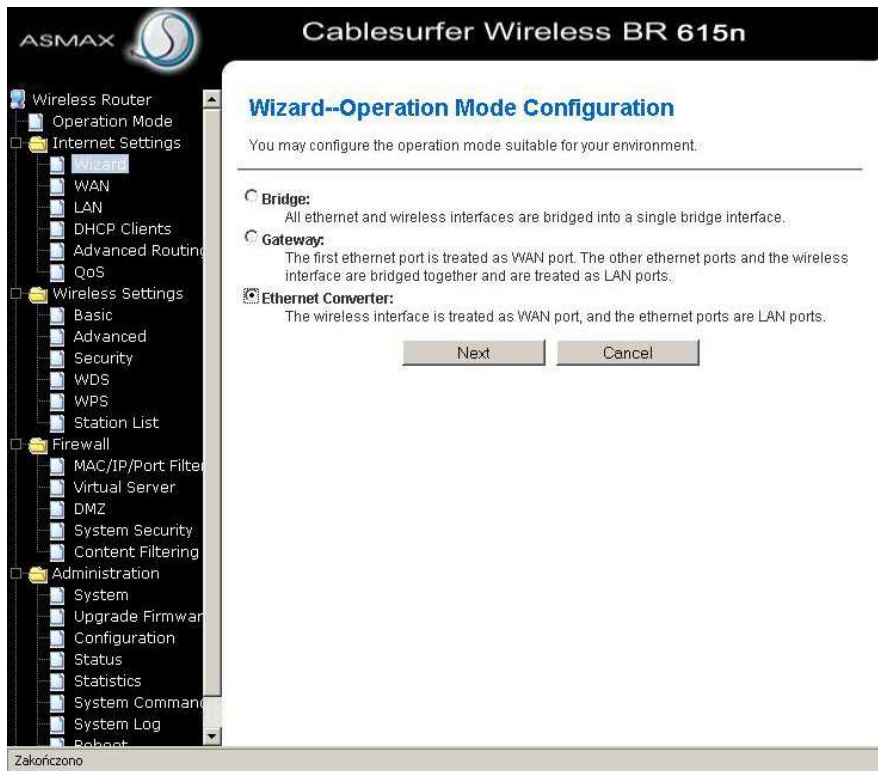 ASMAX
Cablesurfer Wireless BR 615n
Wireless Router
Operation Mode
Internet Settings
Wizard
WAN
LAN
DHCP Clients
Advanced Routing
QoS
Wireless Settings
Basic
Advanced
Security
WDS
WPS
Station List
Firewall
MAC/IP/Port Filter
Virtual Server
DMZ
System Security
Content Filtering
Administration
System
Upgrade Firmwar
Configuration
Status
Statistics
System Comman
System Log
Reboot
Wizard--Operation Mode Configuration
You may configure the operation mode suitable for your environment.
Bridge:
All ethernet and wireless interfaces are bridged into a single bridge interface.
Gateway:
The first ethernet port is treated as WAN port. The other ethernet ports and the wireless
interface are bridged together and are treated as LAN ports.
Ethernet Converter:
The wireless interface is treated as WAN port, and the ethernet ports are LAN ports.
Next
Cancel
Zakończono